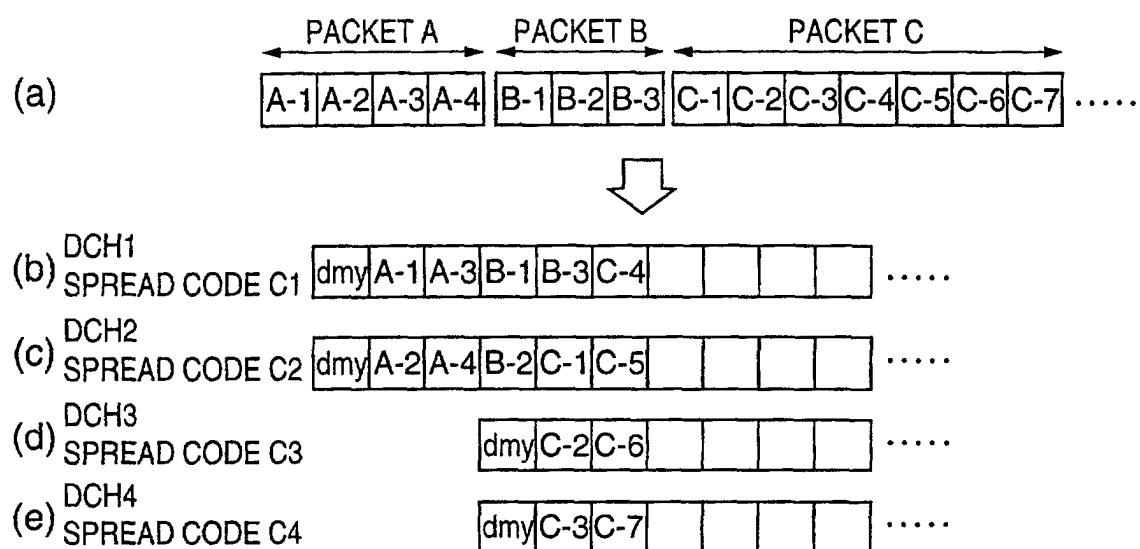 PACKET A PACKET B PACKET C
(a) A-1 A-2 A-3 A-4 B-1 B-2 B-3 C-1 C-2 C-3 C-4 C-5 C-6 C-7 .....
(b) DCH1
SPREAD CODE C1 dmy A-1 A-3 B-1 B-3 C-4 .....
(c) DCH2
SPREAD CODE C2 dmy A-2 A-4 B-2 C-1 C-5 .....
(d) DCH3
SPREAD CODE C3 dmy C-2 C-6 .....
(e) DCH4
SPREAD CODE C4 dmy C-3 C-7 .....